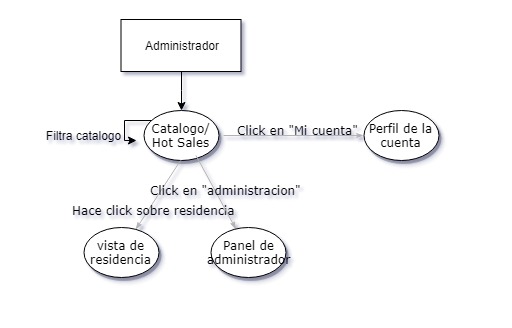 Administrador
Catalogo/
Hot Sales
Filtra catalogo
Click en "Mi cuenta"
Perfil de la
cuenta
Click en "administracion"
Hace click sobre residencia
vista de
residencia
Panel de
administrador